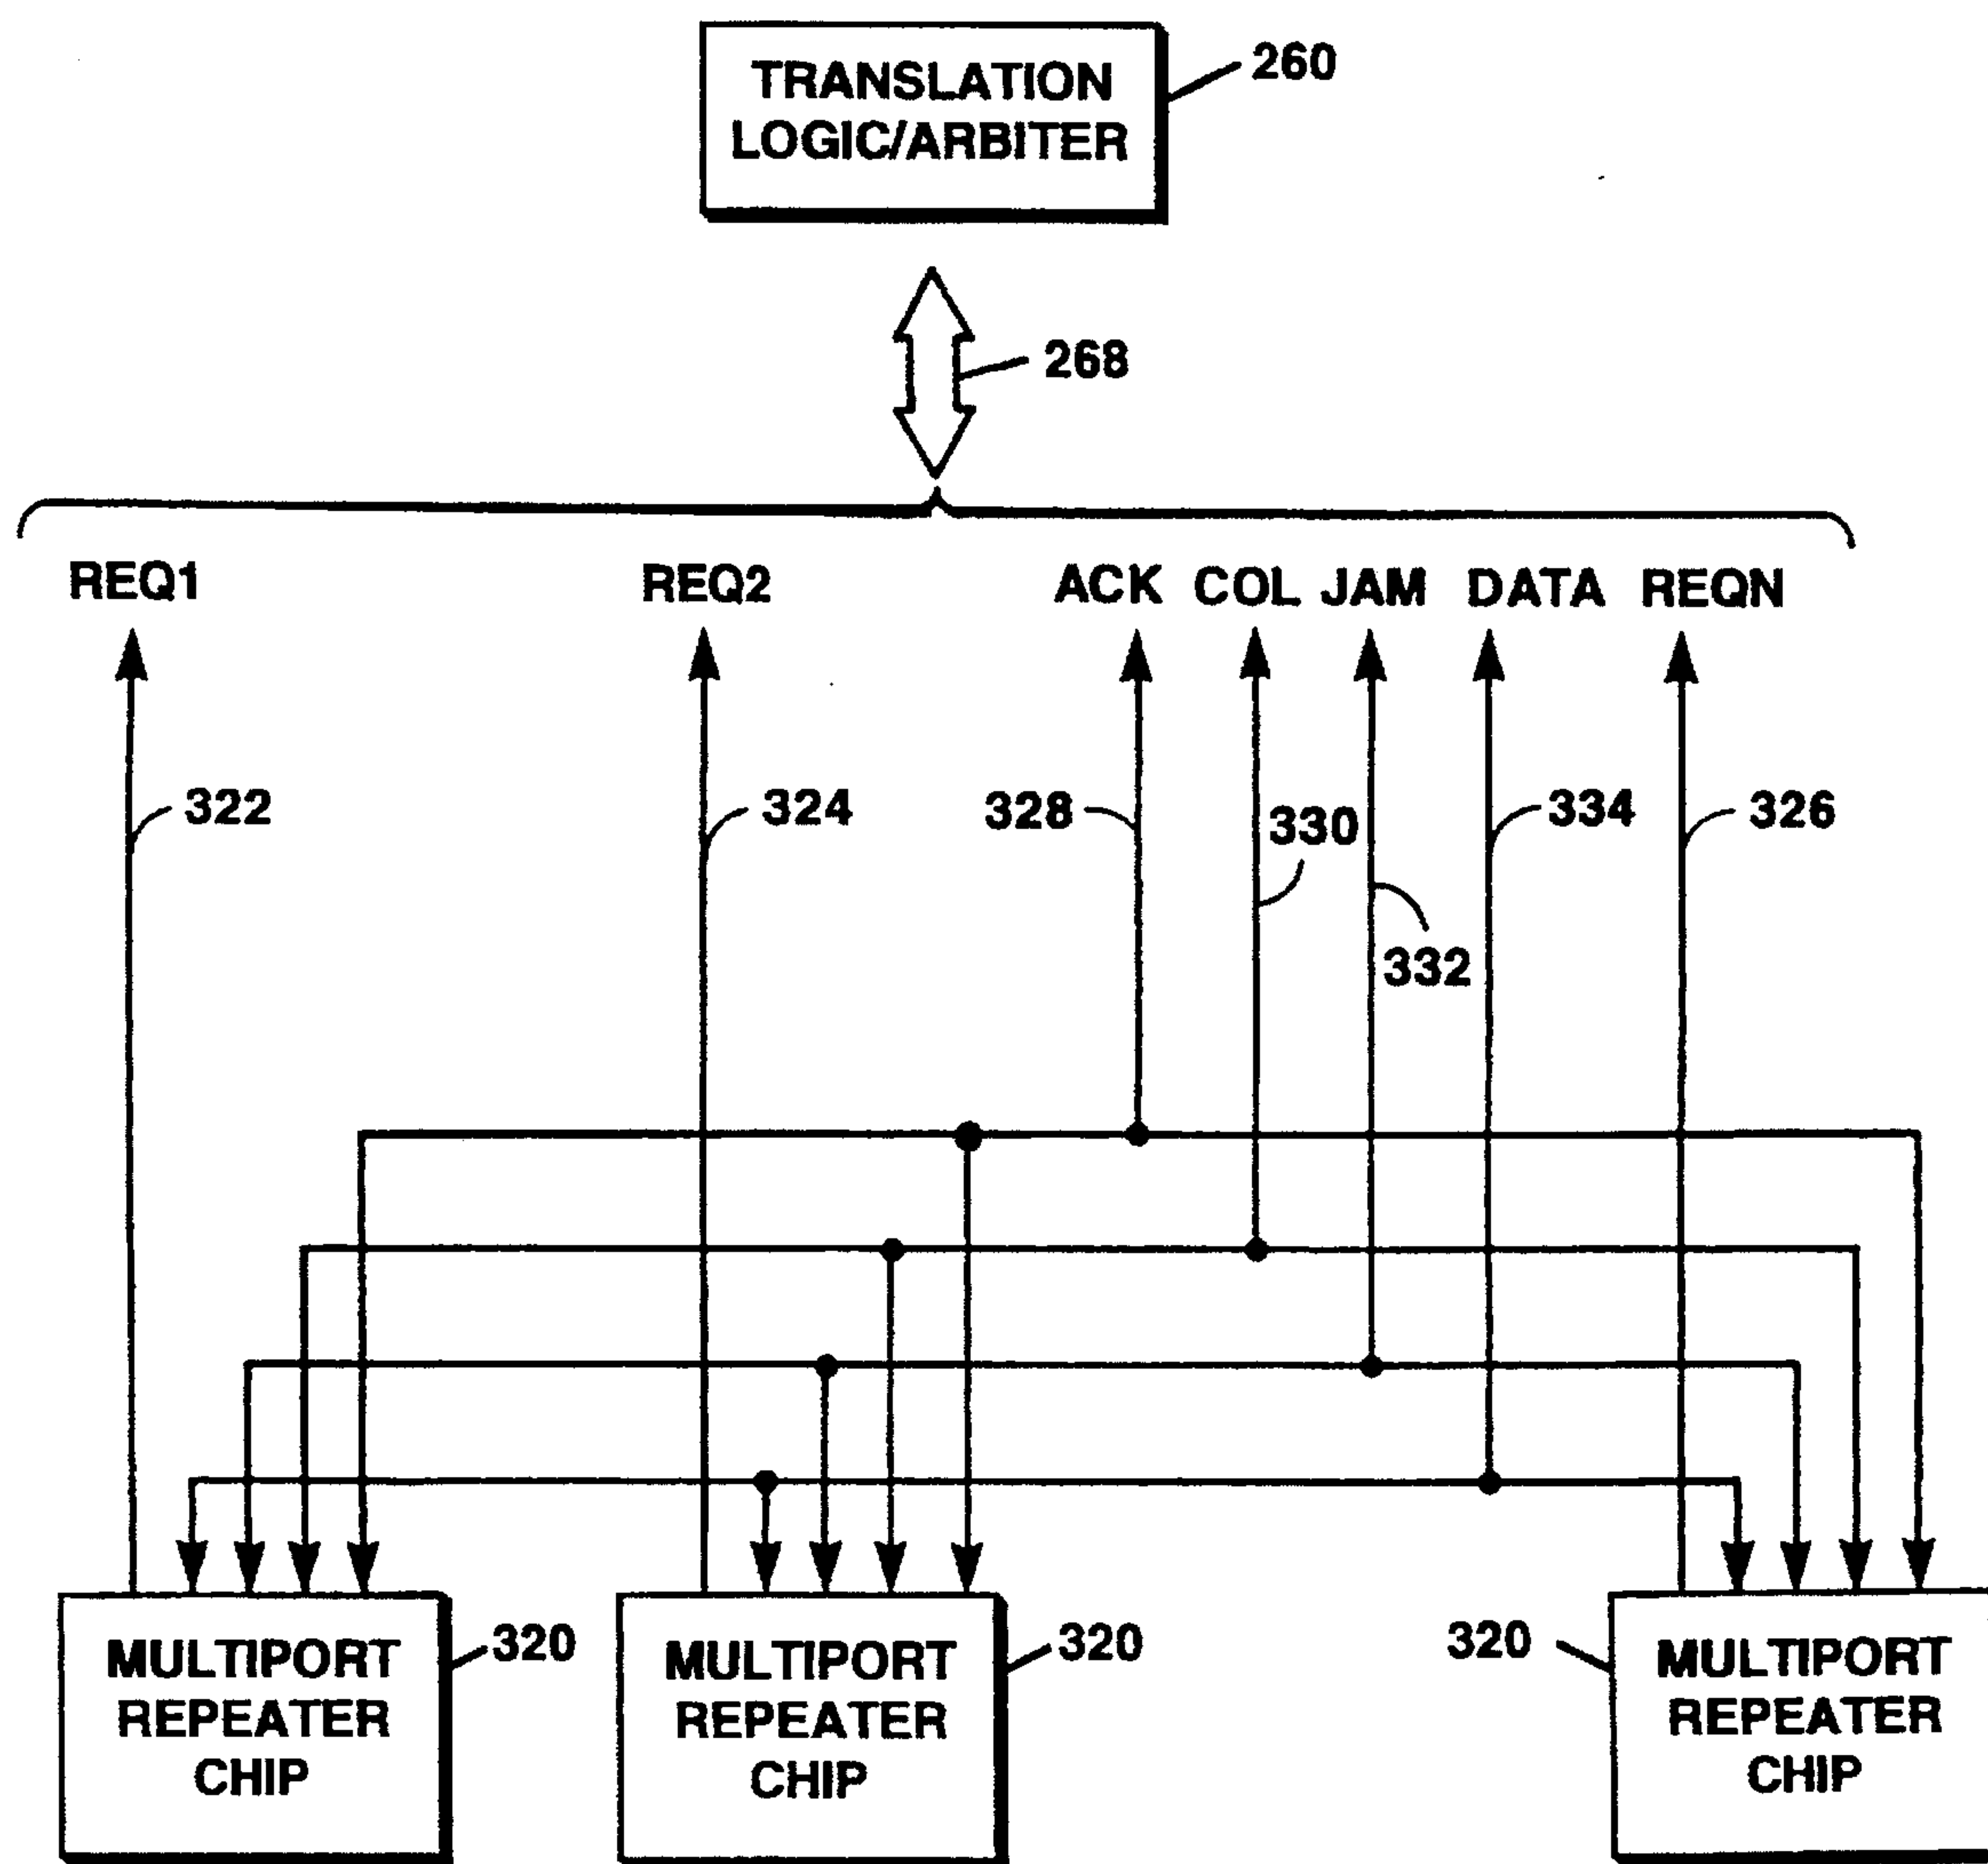 TRANSLATION
LOGIC/ARBITER
260
268
REQ1 REQ2 ACK COL JAM DATA REQN
322 324 328 330 334 326
332
MULTIPORT
REPEATER
CHIP
320
MULTIPORT
REPEATER
CHIP
320
320
MULTIPORT
REPEATER
CHIP